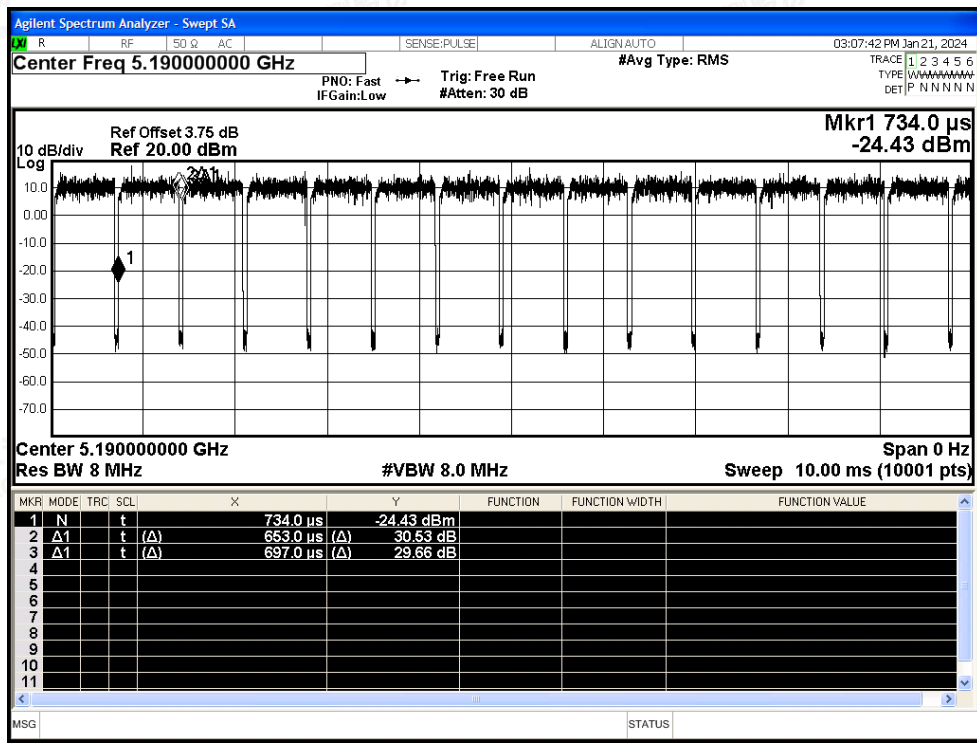 Agilent Spectrum Analyzer - Swept SA
LXI R RF 50 Ω AC SENSE:PULSE ALIGN AUTO 03:07:42 PM Jan 21, 2024
Center Freq 5.190000000 GHz #Avg Type: RMS TRACE 1 2 3 4 5 6
PNO: Fast Trig: Free Run TYPE WWWWWW
IFGain:Low #Atten: 30 dB DET P N N N N N
Mkr1 734.0 µs
-24.43 dBm
Ref Offset 3.75 dB
10 dB/div Ref 20.00 dBm
Log
10.0
0.00
-10.0
-20.0
-30.0
-40.0
-50.0
-60.0
-70.0
1
Center 5.190000000 GHz Span 0 Hz
Res BW 8 MHz #VBW 8.0 MHz Sweep 10.00 ms (10001 pts)
MKR MODE TRC SCL X Y FUNCTION FUNCTION WIDTH FUNCTION VALUE
1 N t 734.0 µs -24.43 dBm
2 Δ1 t (Δ) 653.0 µs (Δ) 30.53 dB
3 Δ1 t (Δ) 697.0 µs (Δ) 29.66 dB
4
5
6
7
8
9
10
11
MSG STATUS